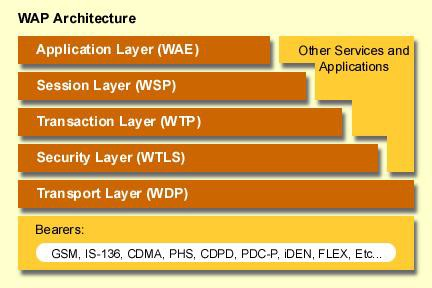 WAP Architecture
Application Layer (WAE)
Other Services and
Applications
Session Layer (WSP)
Transaction Layer (WTP)
Security Layer (WTLS)
Transport Layer (WDP)
Bearers:
GSM, IS-136, CDMA, PHS, CDPD, PDC-P, iDEN, FLEX, Etc...